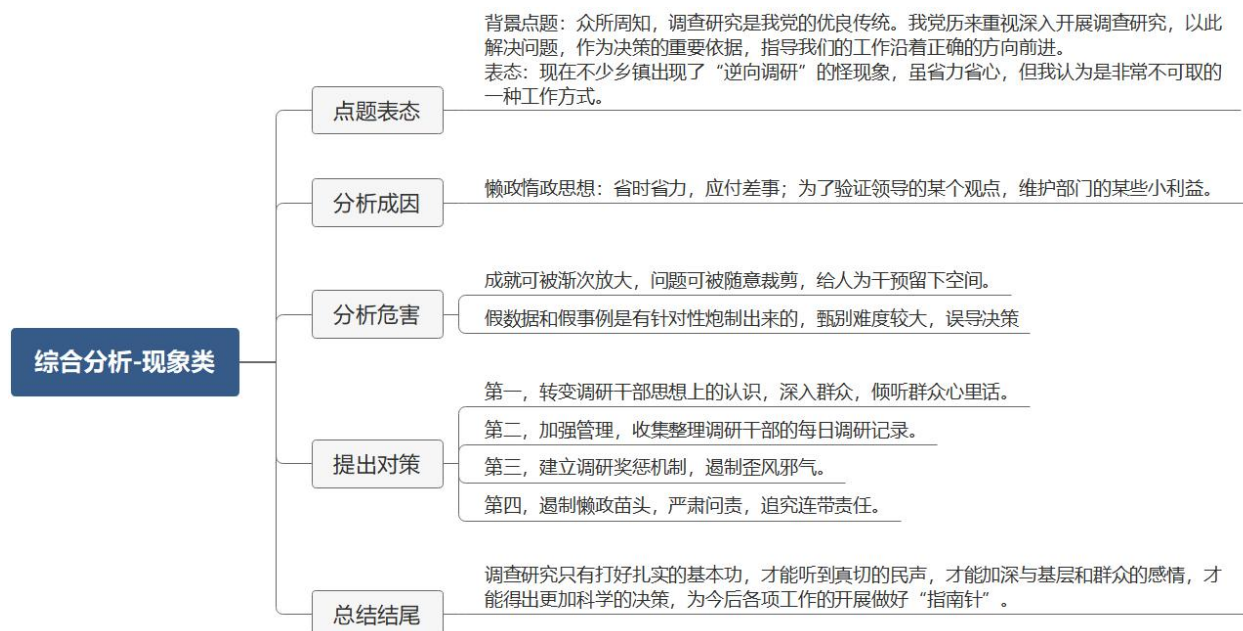 综合分析-现象类
点题表态
背景点题：众所周知，调查研究是我党的优良传统。我党历来重视深入开展调查研究，以此
解决问题，作为决策的重要依据，指导我们的工作沿着正确的方向前进。
表态：现在不少乡镇出现了“逆向调研”的怪现象，虽省力省心，但我认为是非常不可取的
一种工作方式。
分析成因
懒政惰政思想：省时省力，应付差事；为了验证领导的某个观点，维护部门的某些小利益。
分析危害
成就可被渐次放大，问题可被随意裁剪，给人为干预留下空间。
假数据和假事例是有针对性炮制出来的，甄别难度较大，误导决策
提出对策
第一，转变调研干部思想上的认识，深入群众，倾听群众心里话。
第二，加强管理，收集整理调研干部的每日调研记录。
第三，建立调研奖惩机制，遏制歪风邪气。
第四，遏制懒政苗头，严肃问责，追究连带责任。
总结结尾
调查研究只有打好扎实的基本功，才能听到真切的民声，才能加深与基层和群众的感情，才
能得出更加科学的决策，为今后各项工作的开展做好“指南针”。